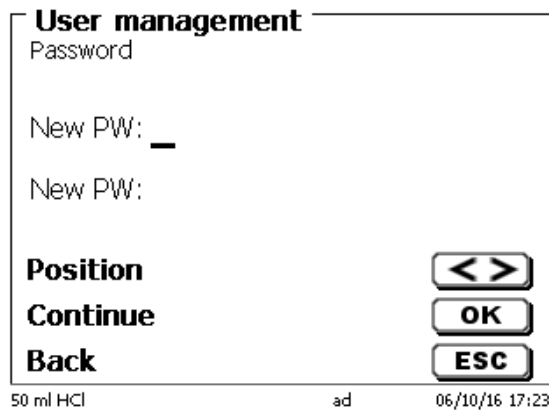 User management
Password
New PW: _
New PW:
Position < >
Continue OK
Back ESC
50 ml HCl ad 06/10/16 17:23